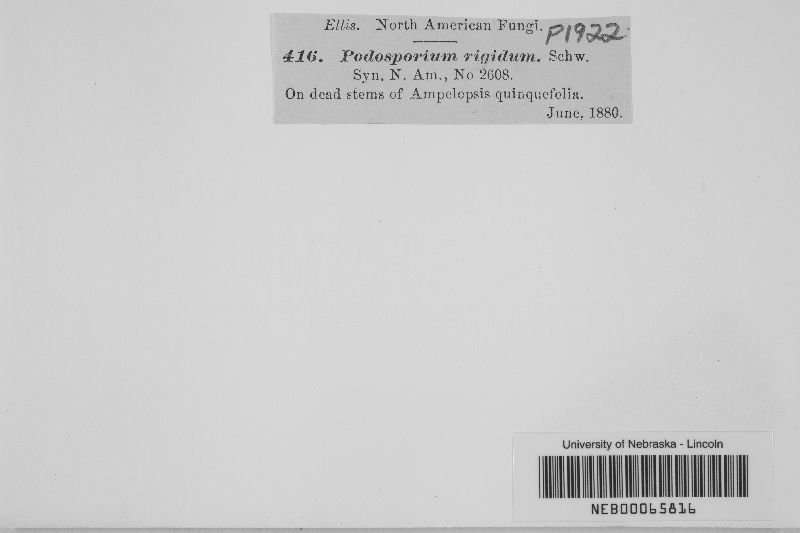 Ellis. North American Fungi. P1922.
416. Podosporium rigidum. Schw.
Syn. N. Am., No 2608.
On dead stems of Ampelopsis quinquefolia.
June, 1880.
University of Nebraska - Lincoln
NEB00065816